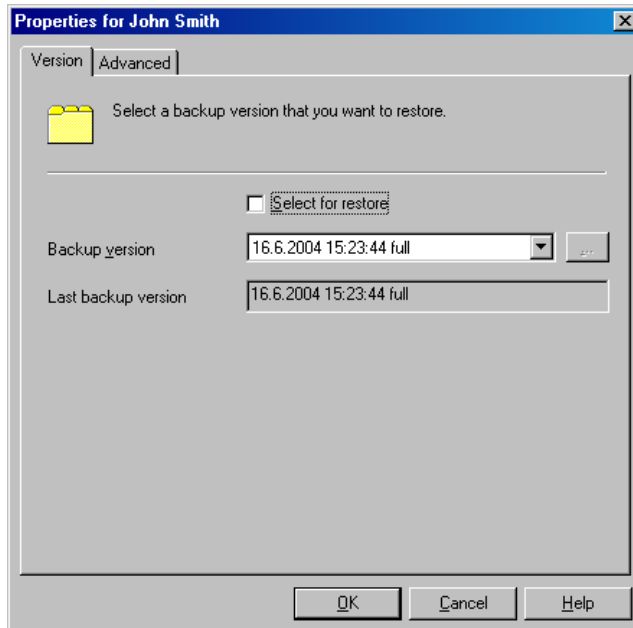 Properties for John Smith
Version Advanced
Select a backup version that you want to restore.
Select for restore
Backup version 16.6.2004 15:23:44 full ...
Last backup version 16.6.2004 15:23:44 full
OK Cancel Help